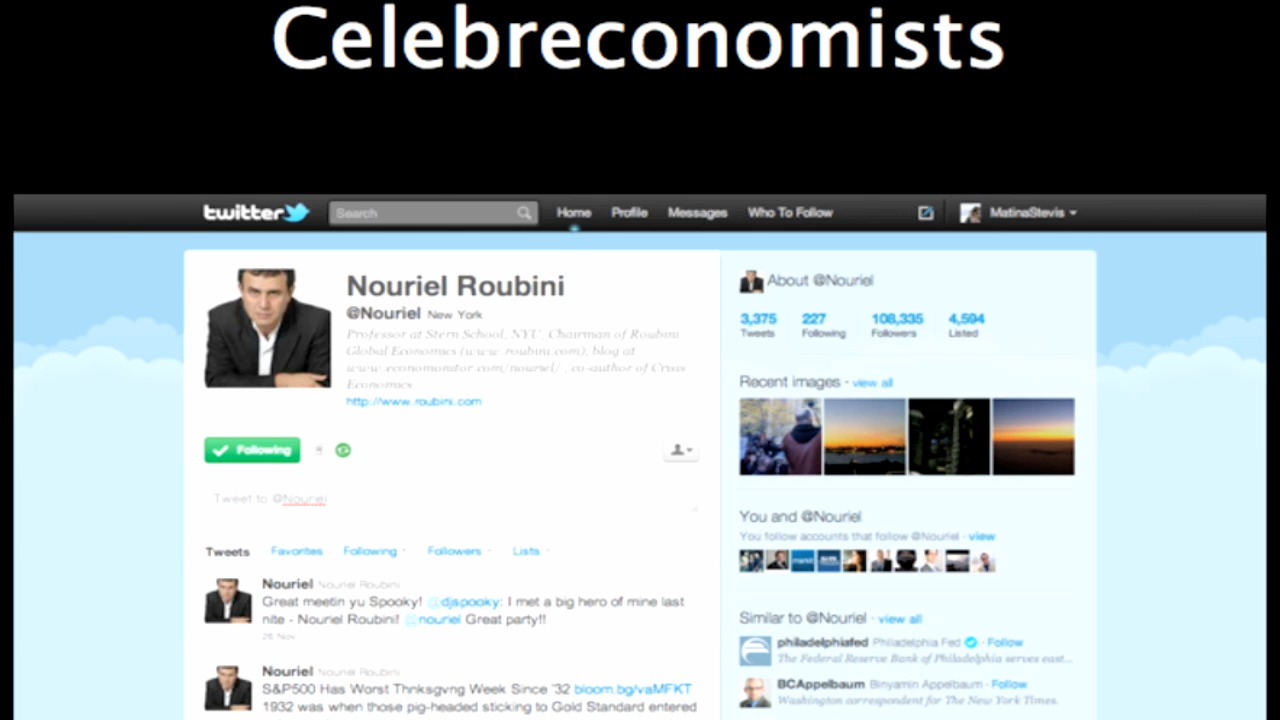 Celebreconomists
twitter Search Home Profile Messages Who To Follow MatinaStevis
Nouriel Roubini
@Nouriel New York
Professor at Stern School, NYU, Chairman of Roubini
Global Economics (www.roubini.com), blog at
www.economonitor.com/nouriel/ , co-author of Crisis
Economics
http://www.roubini.com
Following
Tweet to @Nouriel
Tweets Favorites Following Followers Lists
Nouriel Nouriel Roubini
Great meetin yu Spooky! @djspooky: I met a big hero of mine last
nite - Nouriel Roubini! @nouriel Great party!!
26 Nov
Nouriel Nouriel Roubini
S&P500 Has Worst Thnksgvng Week Since '32 bloom.bg/vaMFKT
1932 was when those pig-headed sticking to Gold Standard entered
About @Nouriel
3,375 227 108,335 4,594
Tweets Following Followers Listed
Recent images · view all
You and @Nouriel
You follow accounts that follow @Nouriel · view
Similar to @Nouriel · view all
philadelphiafed Philadelphia Fed · Follow
The Federal Reserve Bank of Philadelphia serves east...
BCAppelbaum Binyamin Appelbaum · Follow
Washington correspondent for The New York Times.